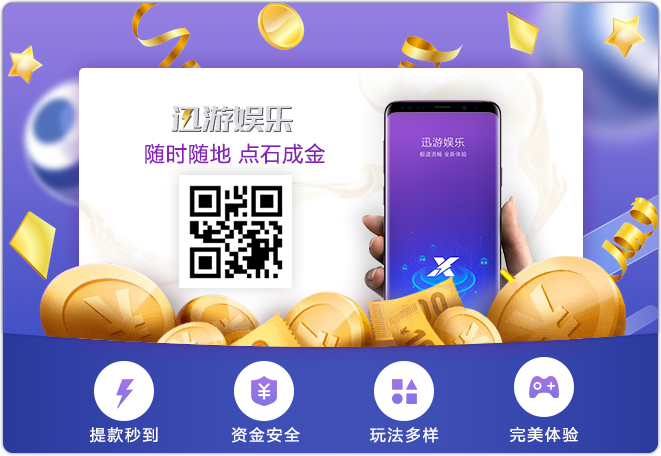 迅游娱乐
随时随地 点石成金
迅游娱乐
极速流畅 全新体验
提款秒到
资金安全
玩法多样
完美体验